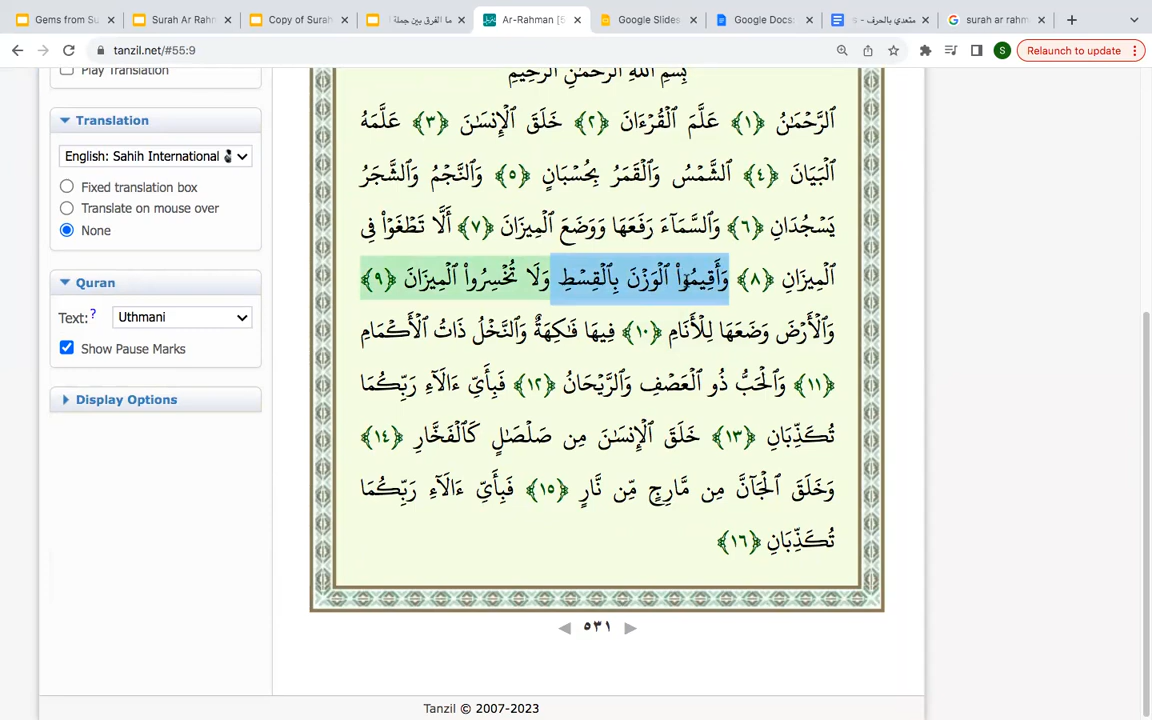 Gems from Su
Surah Ar Rahn
Copy of Surah
ما الفرق بين جملة ا
Ar-Rahman [5
Google Slides
Google Docs:
متعدي بالحرف - s
surah ar rahm
tanzil.net/#55:9
S
Relaunch to update
Play Translation
Translation
English: Sahih International
Fixed translation box
Translate on mouse over
None
Quran
Text:? Uthmani
Show Pause Marks
Display Options
بِسْمِ ٱللَّهِ ٱلرَّحْمَٰنِ ٱلرَّحِيمِ
ٱلرَّحْمَٰنُ ﴿١﴾ عَلَّمَ ٱلْقُرْءَانَ ﴿٢﴾ خَلَقَ ٱلْإِنسَٰنَ ﴿٣﴾ عَلَّمَهُ
ٱلْبَيَانَ ﴿٤﴾ ٱلشَّمْسُ وَٱلْقَمَرُ بِحُسْبَانٍ ﴿٥﴾ وَٱلنَّجْمُ وَٱلشَّجَرُ
يَسْجُدَانِ ﴿٦﴾ وَٱلسَّمَآءَ رَفَعَهَا وَوَضَعَ ٱلْمِيزَانَ ﴿٧﴾ أَلَّا تَطْغَوْا۟ فِى
ٱلْمِيزَانِ ﴿٨﴾ وَأَقِيمُوا۟ ٱلْوَزْنَ بِٱلْقِسْطِ وَلَا تُخْسِرُوا۟ ٱلْمِيزَانَ ﴿٩﴾
وَٱلْأَرْضَ وَضَعَهَا لِلْأَنَامِ ﴿١٠﴾ فِيهَا فَٰكِهَةٌ وَٱلنَّخْلُ ذَاتُ ٱلْأَكْمَامِ
﴿١١﴾ وَٱلْحَبُّ ذُو ٱلْعَصْفِ وَٱلرَّيْحَانُ ﴿١٢﴾ فَبِأَىِّ ءَالَآءِ رَبِّكُمَا
تُكَذِّبَانِ ﴿١٣﴾ خَلَقَ ٱلْإِنسَٰنَ مِن صَلْصَٰلٍ كَٱلْفَخَّارِ ﴿١٤﴾
وَخَلَقَ ٱلْجَآنَّ مِن مَّارِجٍ مِّن نَّارٍ ﴿١٥﴾ فَبِأَىِّ ءَالَآءِ رَبِّكُمَا
تُكَذِّبَانِ ﴿١٦﴾
٥٣١
Tanzil © 2007-2023